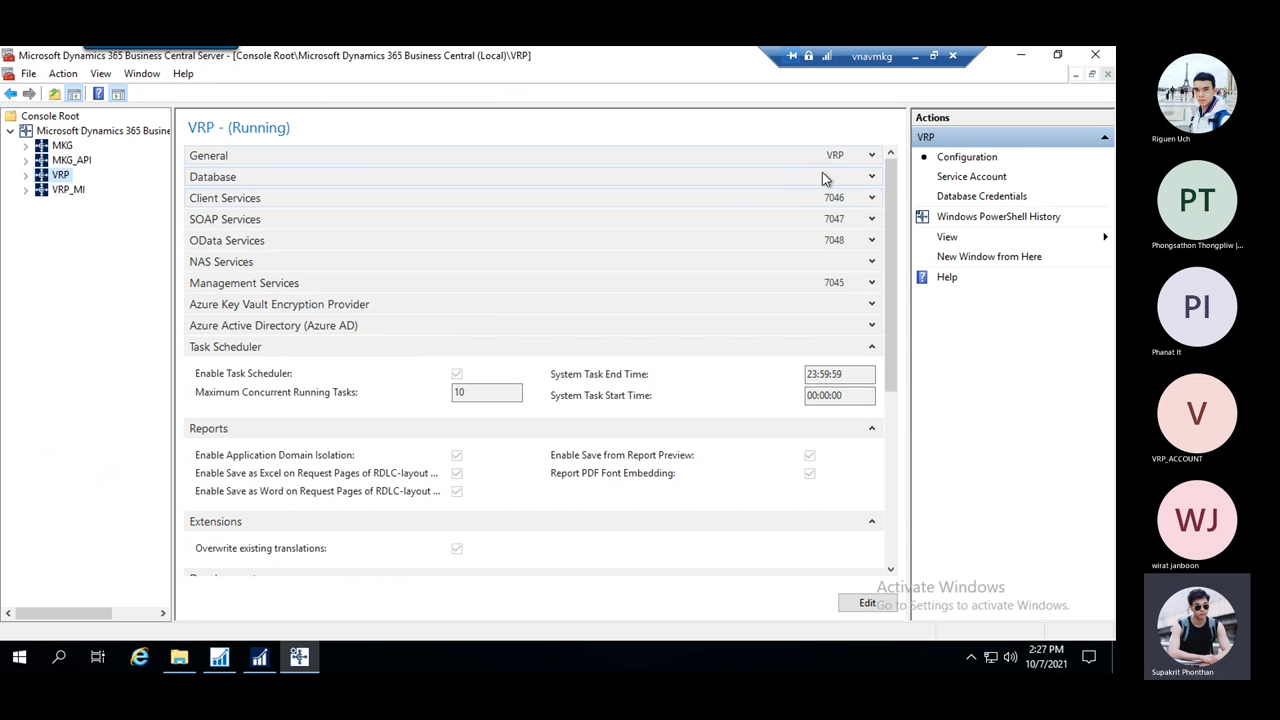 Microsoft Dynamics 365 Business Central Server - [Console Root\Microsoft Dynamics 365 Business Central (Local)\VRP]
vnavmkg
File Action View Window Help
Console Root
Microsoft Dynamics 365 Busine
MKG
MKG_API
VRP
VRP_MI
VRP - (Running)
General VRP
Database
Client Services 7046
SOAP Services 7047
OData Services 7048
NAS Services
Management Services 7045
Azure Key Vault Encryption Provider
Azure Active Directory (Azure AD)
Task Scheduler
Enable Task Scheduler: System Task End Time: 23:59:59
Maximum Concurrent Running Tasks: 10 System Task Start Time: 00:00:00
Reports
Enable Application Domain Isolation: Enable Save from Report Preview:
Enable Save as Excel on Request Pages of RDLC-layout ... Report PDF Font Embedding:
Enable Save as Word on Request Pages of RDLC-layout ...
Extensions
Overwrite existing translations:
Edit
Actions
VRP
Configuration
Service Account
Database Credentials
Windows PowerShell History
View
New Window from Here
Help
Activate Windows
Go to Settings to activate Windows.
2:27 PM
10/7/2021
Riguen Uch
PT
Phongsathon Thongpliw |...
PI
Phanat It
V
VRP_ACCOUNT
WJ
wirat janboon
Supakrit Phonthan